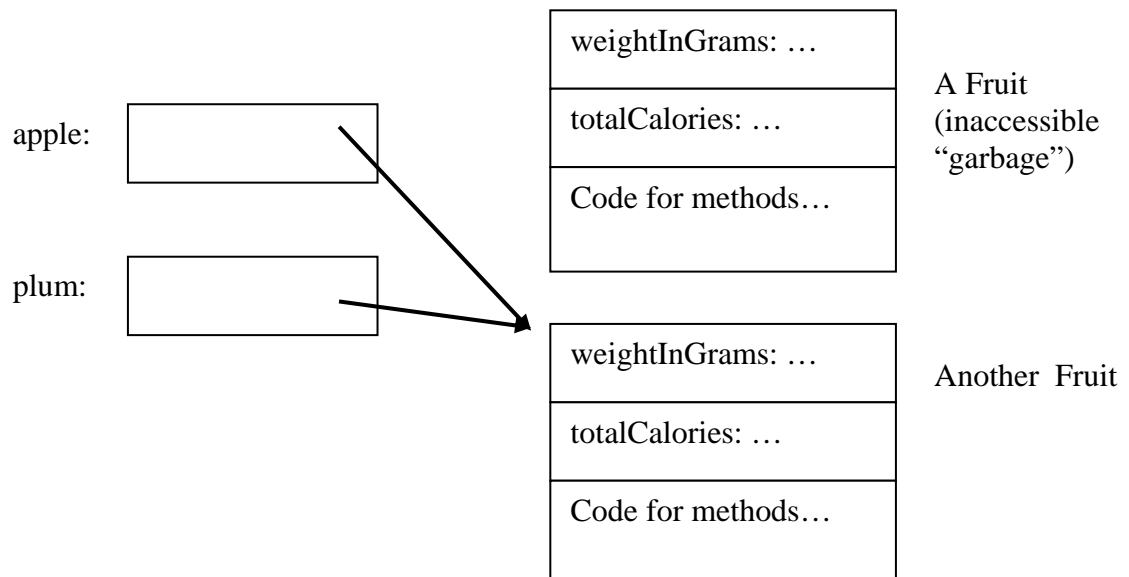 apple:
plum:
weightInGrams: …
totalCalories: …
Code for methods…
A Fruit
(inaccessible
“garbage”)
weightInGrams: …
totalCalories: …
Code for methods…
Another Fruit